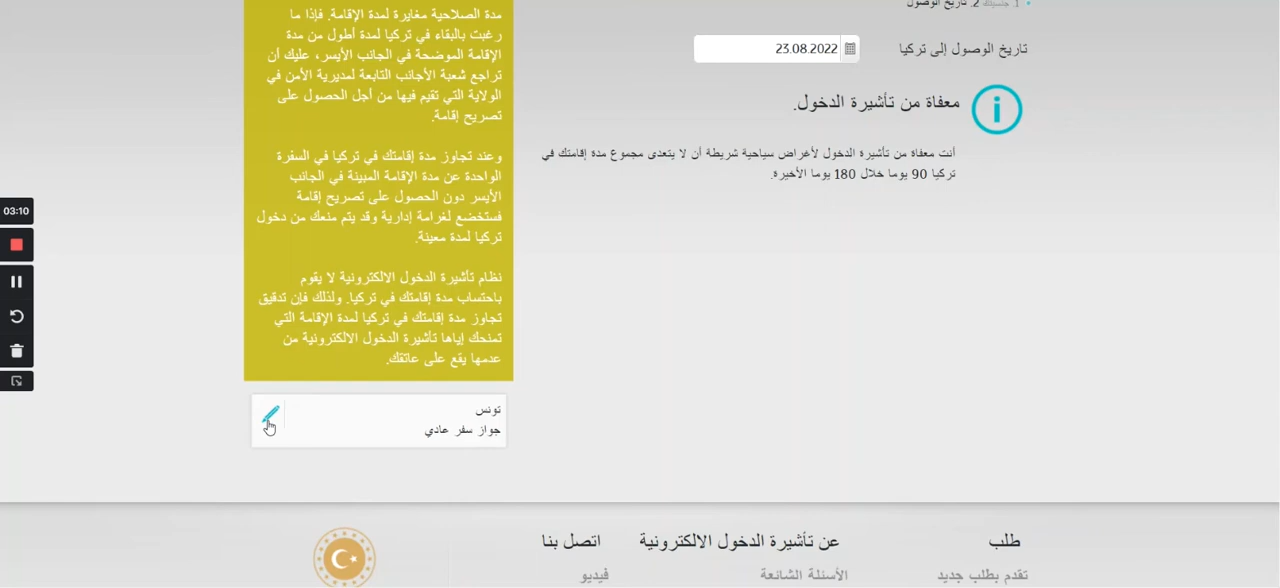 1 جنسيتك 2. تاريخ الوصول
تاريخ الوصول إلى تركيا
23.08.2022
معفاة من تأشيرة الدخول.
أنت معفاة من تأشيرة الدخول لأغراض سياحية شريطة أن لا يتعدى مجموع مدة إقامتك في
تركيا 90 يوما خلال 180 يوما الأخيرة.
مدة الصلاحية مغايرة لمدة الإقامة. فإذا ما
رغبت بالبقاء في تركيا لمدة أطول من مدة
الإقامة الموضحة في الجانب الأيسر، عليك أن
تراجع شعبة الأجانب التابعة لمديرية الأمن في
الولاية التي تقيم فيها من أجل الحصول على
تصريح إقامة.
وعند تجاوز مدة إقامتك في تركيا في السفرة
الواحدة عن مدة الإقامة المبينة في الجانب
الأيسر دون الحصول على تصريح إقامة
فستخضع لغرامة إدارية وقد يتم منعك من دخول
تركيا لمدة معينة.
نظام تأشيرة الدخول الالكترونية لا يقوم
باحتساب مدة إقامتك في تركيا. ولذلك فإن تدقيق
تجاوز مدة إقامتك في تركيا لمدة الإقامة التي
تمنحك إياها تأشيرة الدخول الالكترونية من
عدمها يقع على عاتقك.
تونس
جواز سفر عادي
03:10
طلب
تقدم بطلب جديد
عن تأشيرة الدخول الالكترونية
الأسئلة الشائعة
اتصل بنا
فيديو